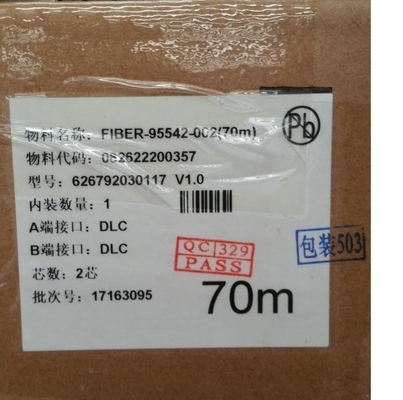 物料名称: FIBER-95542-002(70m)
Pb
物料代码: 082622200357
型号: 626792030117 V1.0
内装数量: 1
A端接口: DLC
B端接口: DLC
QC 329
PASS
包装503
芯数: 2芯
批次号: 17163095
70m